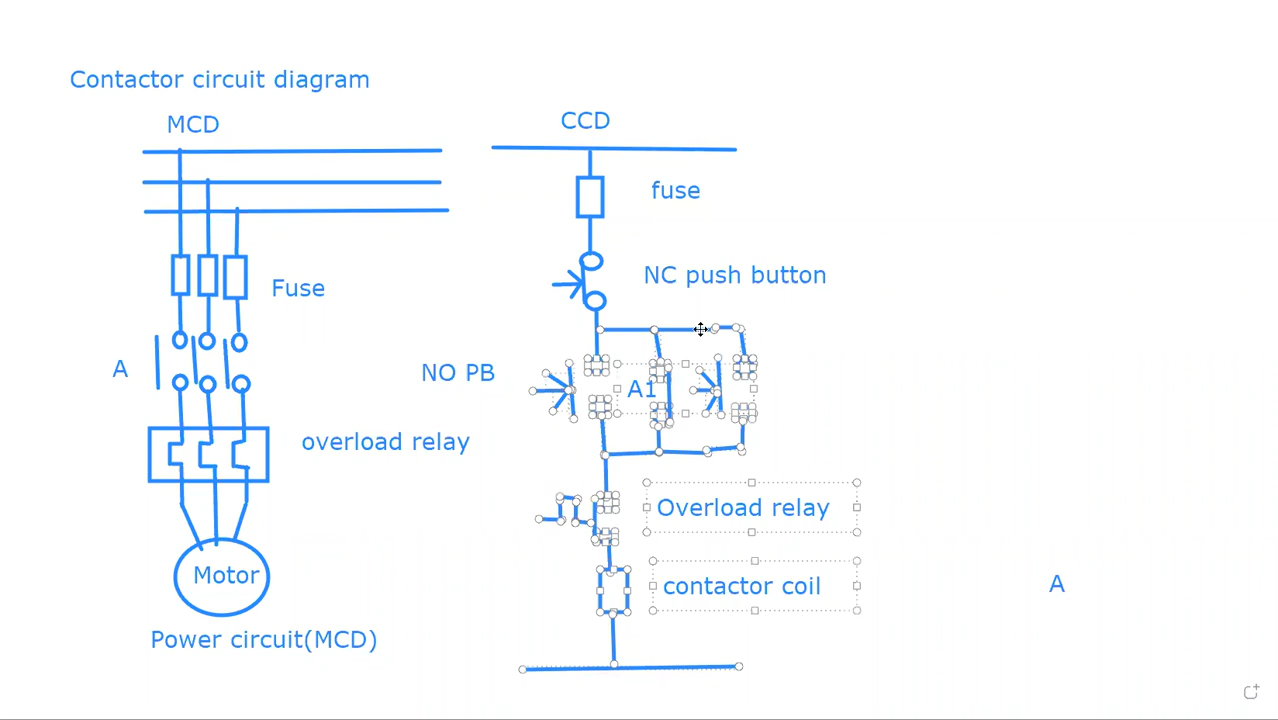 Contactor circuit diagram
MCD
CCD
fuse
NC push button
Fuse
A
NO PB
A1
overload relay
Overload relay
Motor
contactor coil
A
Power circuit(MCD)